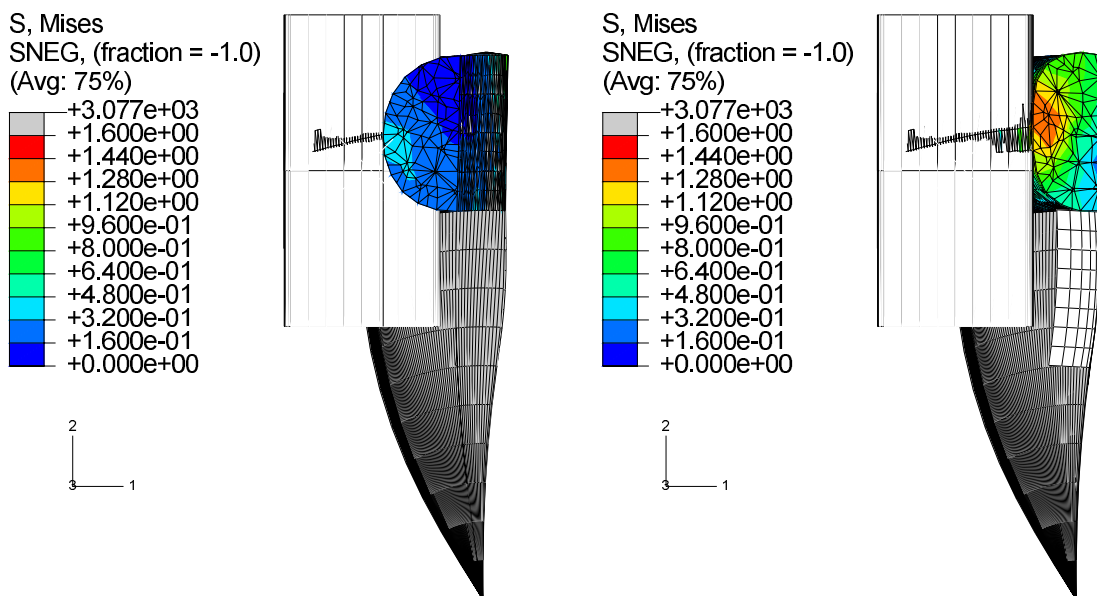 S, Mises
SNEG, (fraction = -1.0)
(Avg: 75%)
+3.077e+03
+1.600e+00
+1.440e+00
+1.280e+00
+1.120e+00
+9.600e-01
+8.000e-01
+6.400e-01
+4.800e-01
+3.200e-01
+1.600e-01
+0.000e+00
2
3
1
S, Mises
SNEG, (fraction = -1.0)
(Avg: 75%)
+3.077e+03
+1.600e+00
+1.440e+00
+1.280e+00
+1.120e+00
+9.600e-01
+8.000e-01
+6.400e-01
+4.800e-01
+3.200e-01
+1.600e-01
+0.000e+00
2
3
1